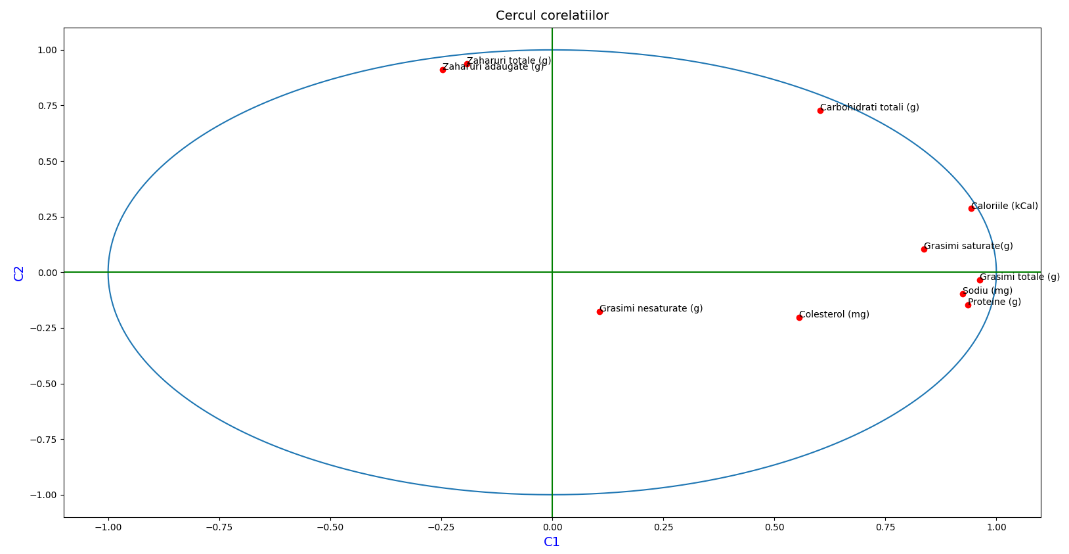 Cercul corelatiilor
1.00
0.75
0.50
0.25
0.00
−0.25
−0.50
−0.75
−1.00
C2
Zaharuri totale (g)
Zaharuri adaugate (g)
Carbohidrati totali (g)
Caloriile (kCal)
Grasimi saturate(g)
Grasimi totale (g)
Sodiu (mg)
Proteine (g)
Grasimi nesaturate (g)
Colesterol (mg)
−1.00 −0.75 −0.50 −0.25 0.00 0.25 0.50 0.75 1.00
C1